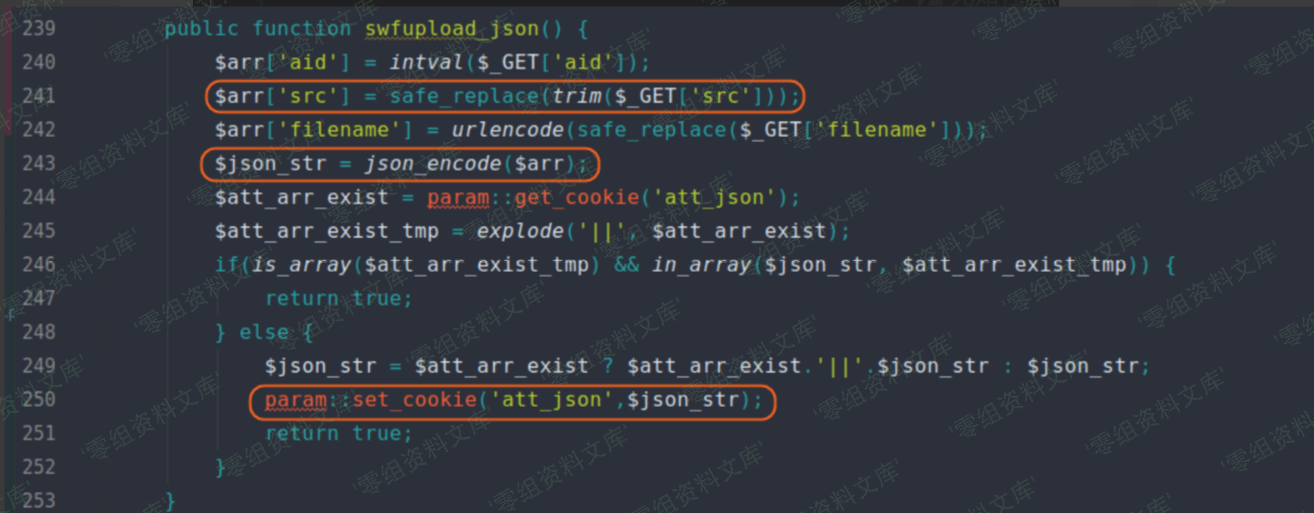 239 public function swfupload_json() {
240 $arr['aid'] = intval($_GET['aid']);
241 $arr['src'] = safe_replace(trim($_GET['src']));
242 $arr['filename'] = urlencode(safe_replace($_GET['filename']));
243 $json_str = json_encode($arr);
244 $att_arr_exist = param::get_cookie('att_json');
245 $att_arr_exist_tmp = explode('||', $att_arr_exist);
246 if(is_array($att_arr_exist_tmp) && in_array($json_str, $att_arr_exist_tmp)) {
247 return true;
248 } else {
249 $json_str = $att_arr_exist ? $att_arr_exist.'||'.$json_str : $json_str;
250 param::set_cookie('att_json',$json_str);
251 return true;
252 }
253 }
'零组资料文库'